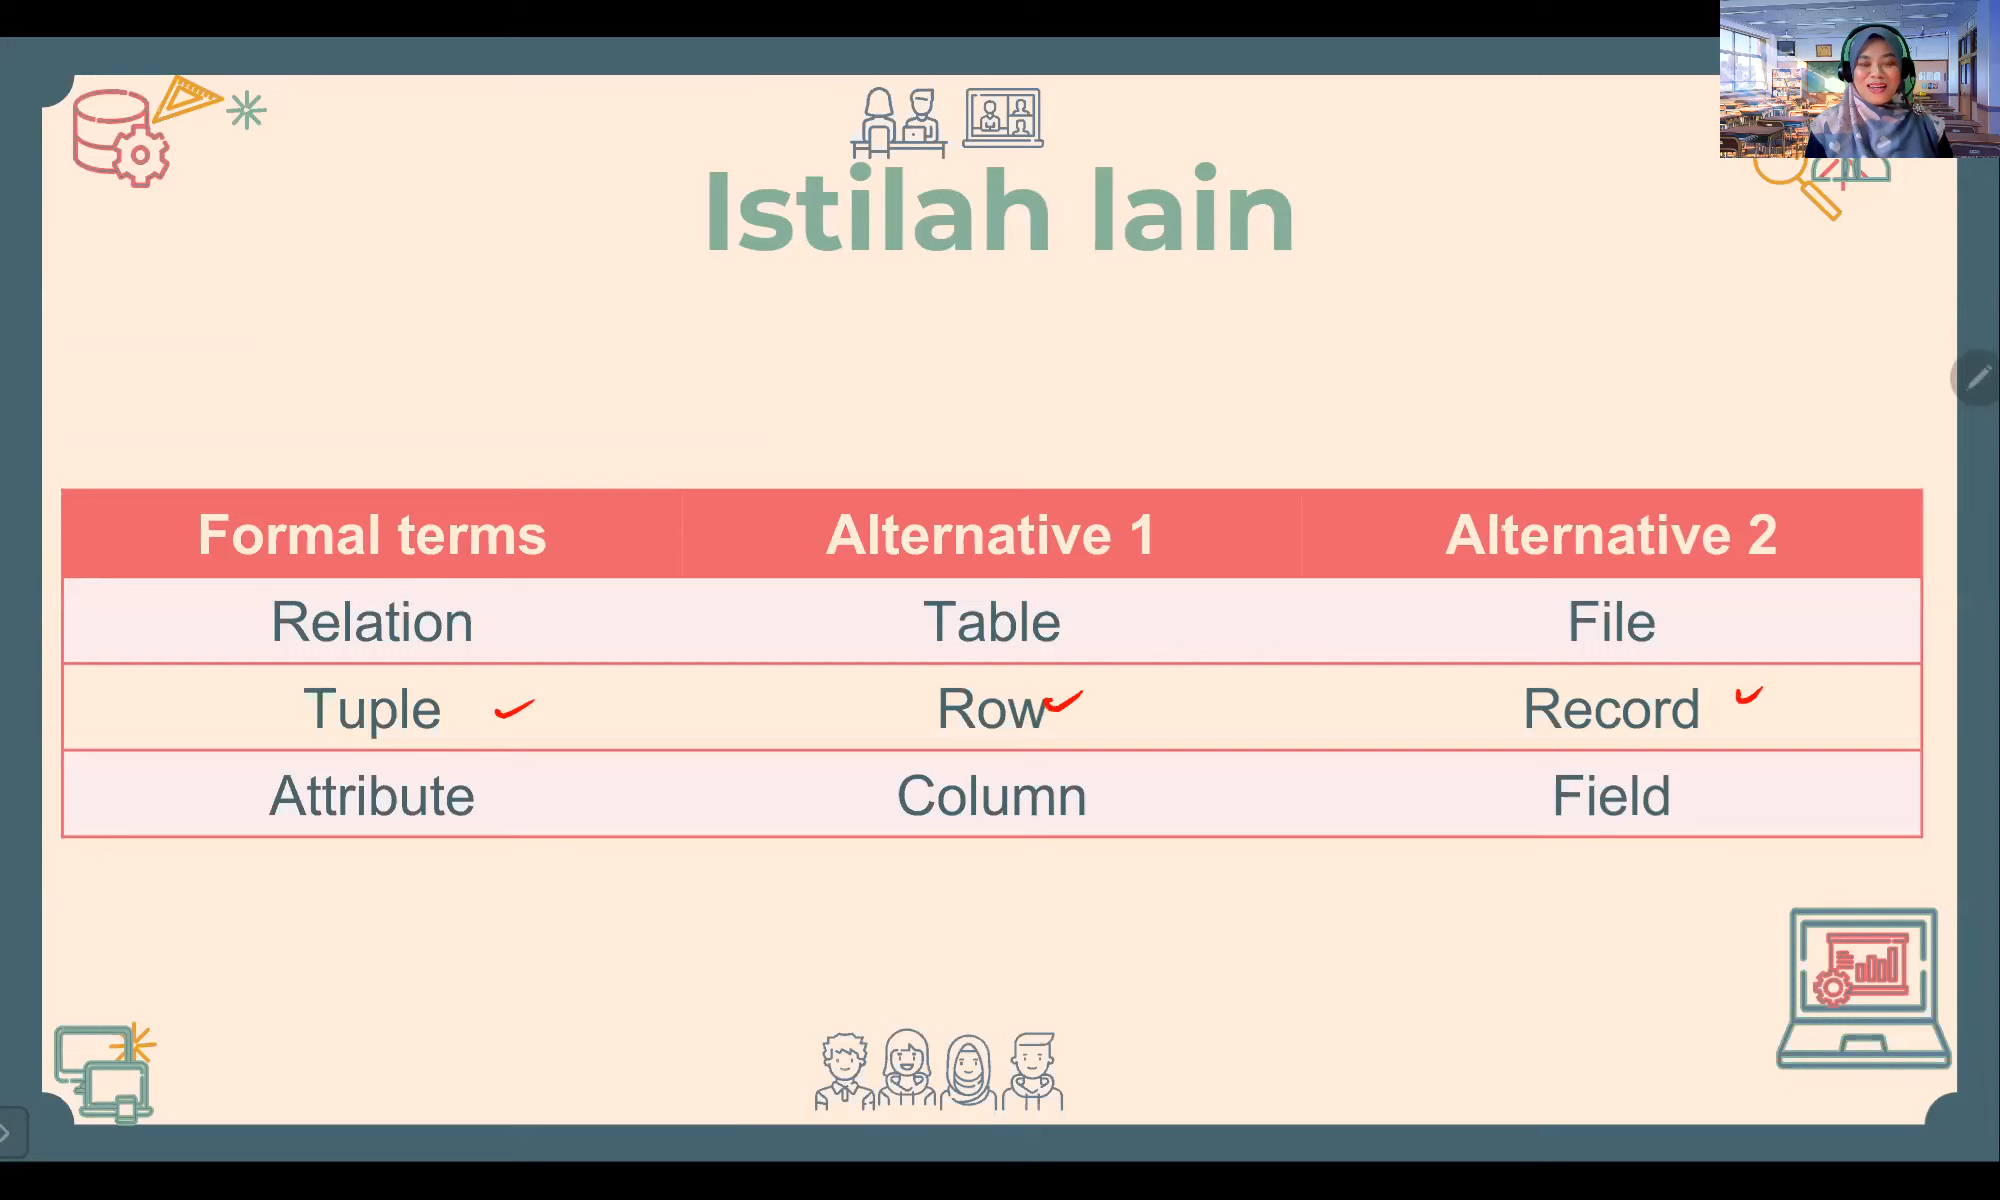 Istilah lain
Formal terms Alternative 1 Alternative 2
Relation Table File
Tuple Row Record
Attribute Column Field